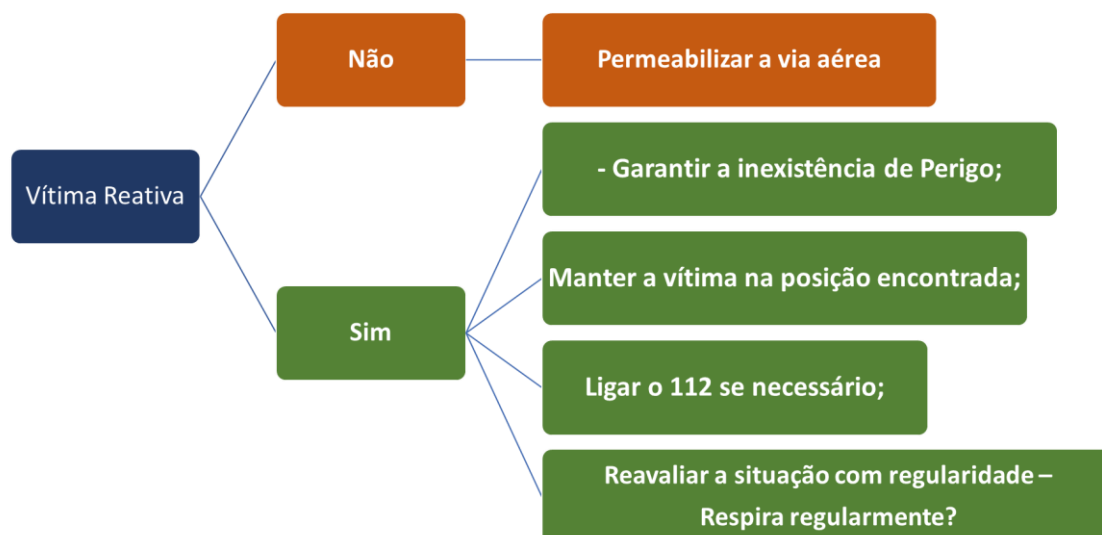 Vítima Reativa
Não
Permeabilizar a via aérea
Sim
- Garantir a inexistência de Perigo;
Manter a vítima na posição encontrada;
Ligar o 112 se necessário;
Reavaliar a situação com regularidade –
Respira regularmente?